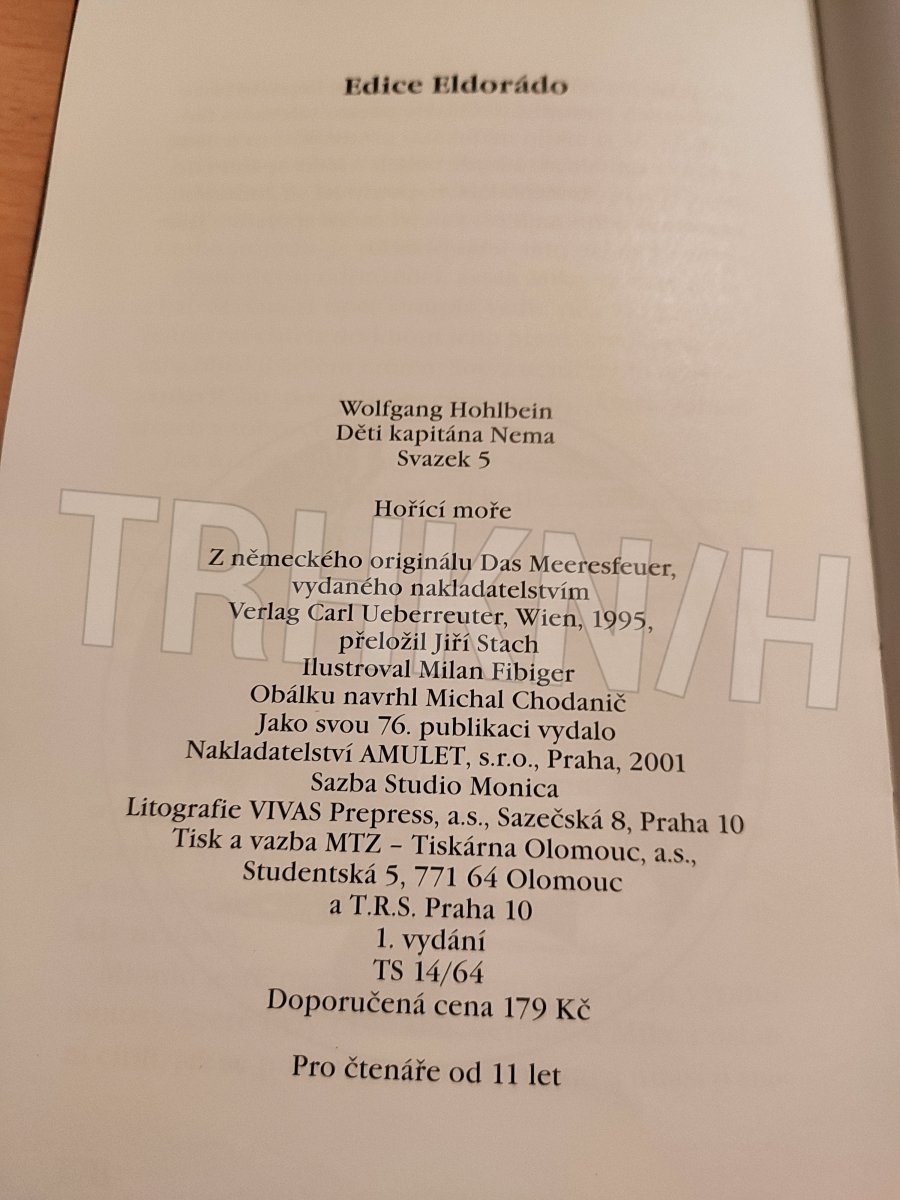 Edice Eldorádo
Wolfgang Hohlbein
Děti kapitána Nema
Svazek 5
Hořící moře
Z německého originálu Das Meeresfeuer,
vydaného nakladatelstvím
Verlag Carl Ueberreuter, Wien, 1995,
přeložil Jiří Stach
Ilustroval Milan Fibiger
Obálku navrhl Michal Chodanič
Jako svou 76. publikaci vydalo
Nakladatelství AMULET, s.r.o., Praha, 2001
Sazba Studio Monica
Litografie VIVAS Prepress, a.s., Sazečská 8, Praha 10
Tisk a vazba MTZ – Tiskárna Olomouc, a.s.,
Studentská 5, 771 64 Olomouc
a T.R.S. Praha 10
1. vydání
TS 14/64
Doporučená cena 179 Kč
Pro čtenáře od 11 let
TRHKN/H